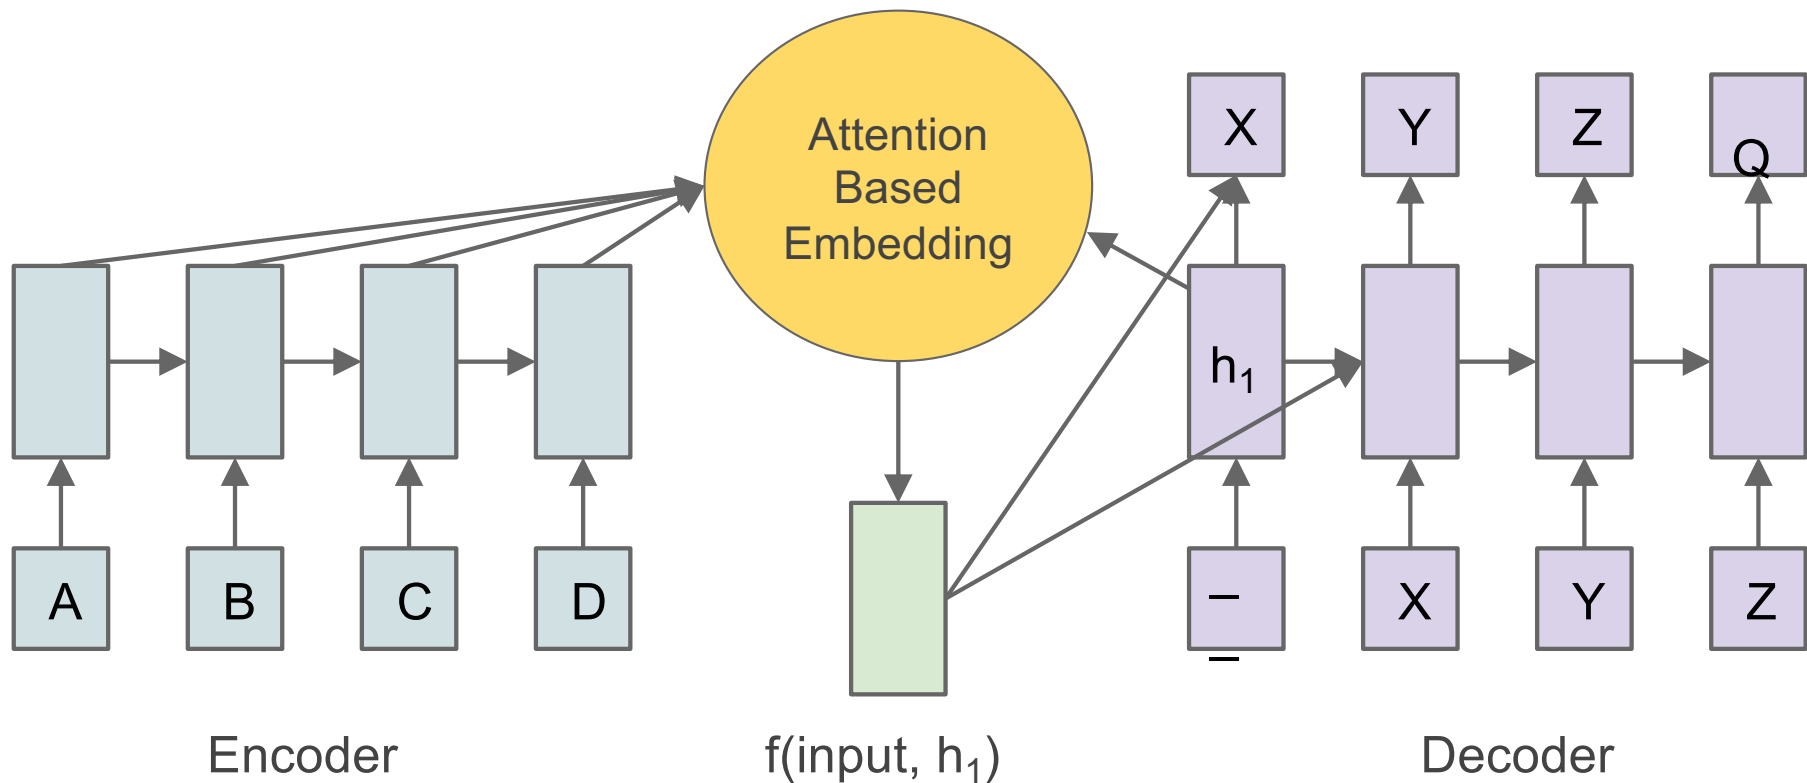 Attention
Based
Embedding
X Y Z Q
h₁
A B C D
_ X Y Z
_
Encoder
f(input, h₁)
Decoder